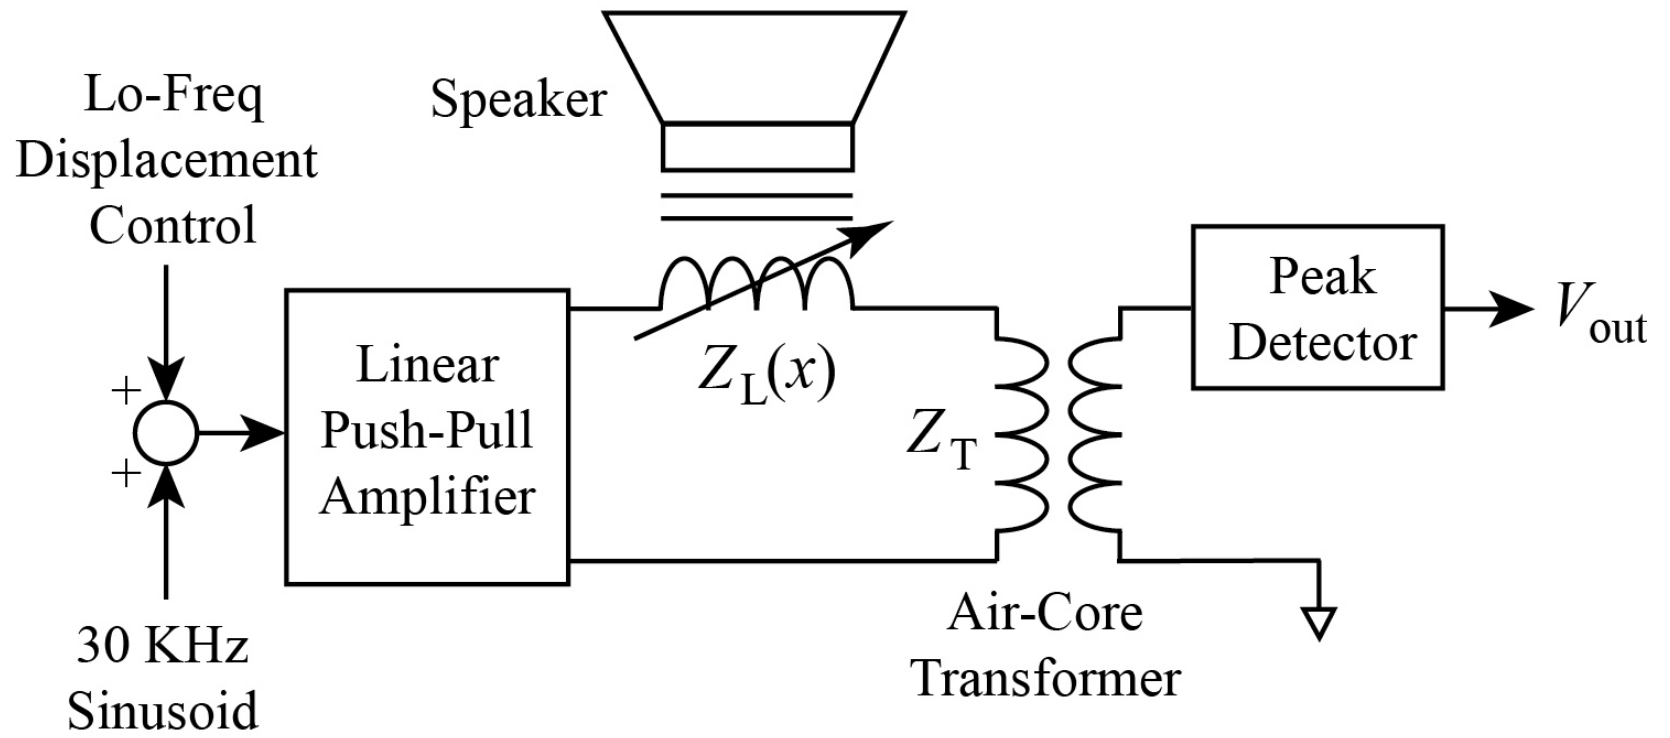 Lo-Freq
Displacement
Control
+
+
30 KHz
Sinusoid
Linear
Push-Pull
Amplifier
Speaker
Z_L(x)
Z_T
Air-Core
Transformer
Peak
Detector
V_out